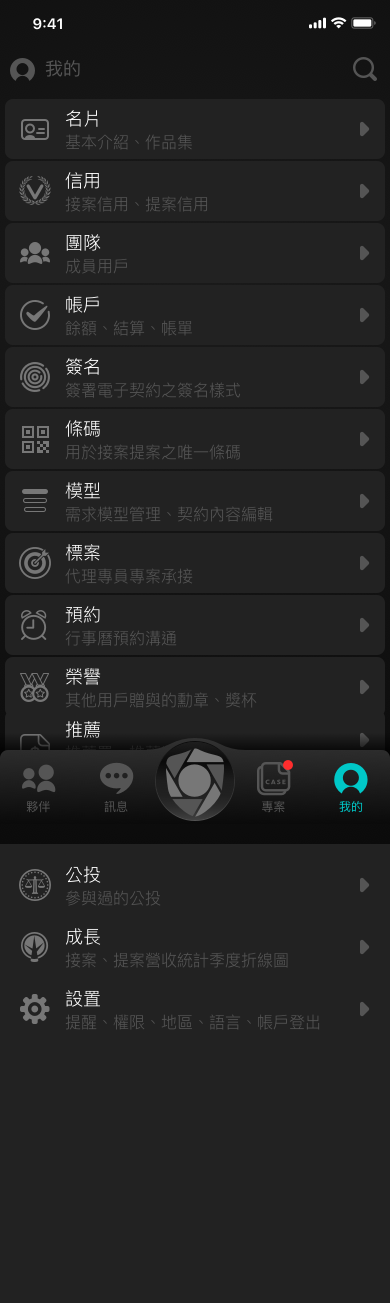 9:41
我的
名片
基本介紹、作品集
信用
接案信用、提案信用
團隊
成員用戶
帳戶
餘額、結算、帳單
簽名
簽署電子契約之簽名樣式
條碼
用於接案提案之唯一條碼
模型
需求模型管理、契約內容編輯
標案
代理專員專案承接
預約
行事曆預約溝通
榮譽
其他用戶贈與的勳章、獎杯
推薦
CASE
夥伴
訊息
專案
我的
公投
參與過的公投
成長
接案、提案營收統計季度折線圖
設置
提醒、權限、地區、語言、帳戶登出